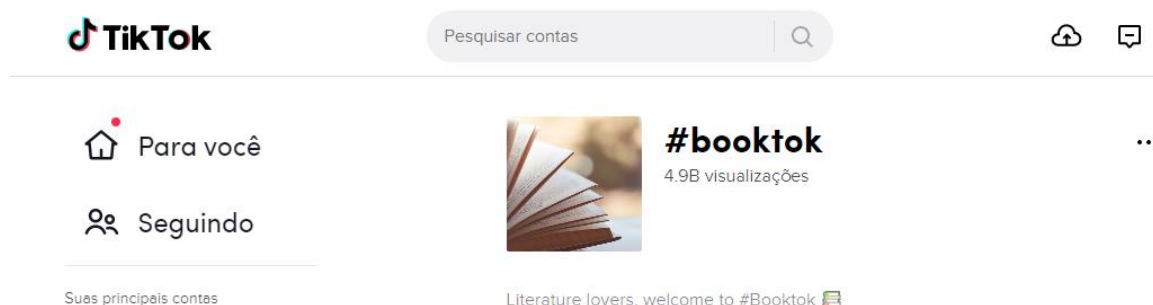 TikTok
Pesquisar contas
Para você
Seguindo
Suas principais contas
#booktok
4.9B visualizações
Literature lovers, welcome to #Booktok 📚